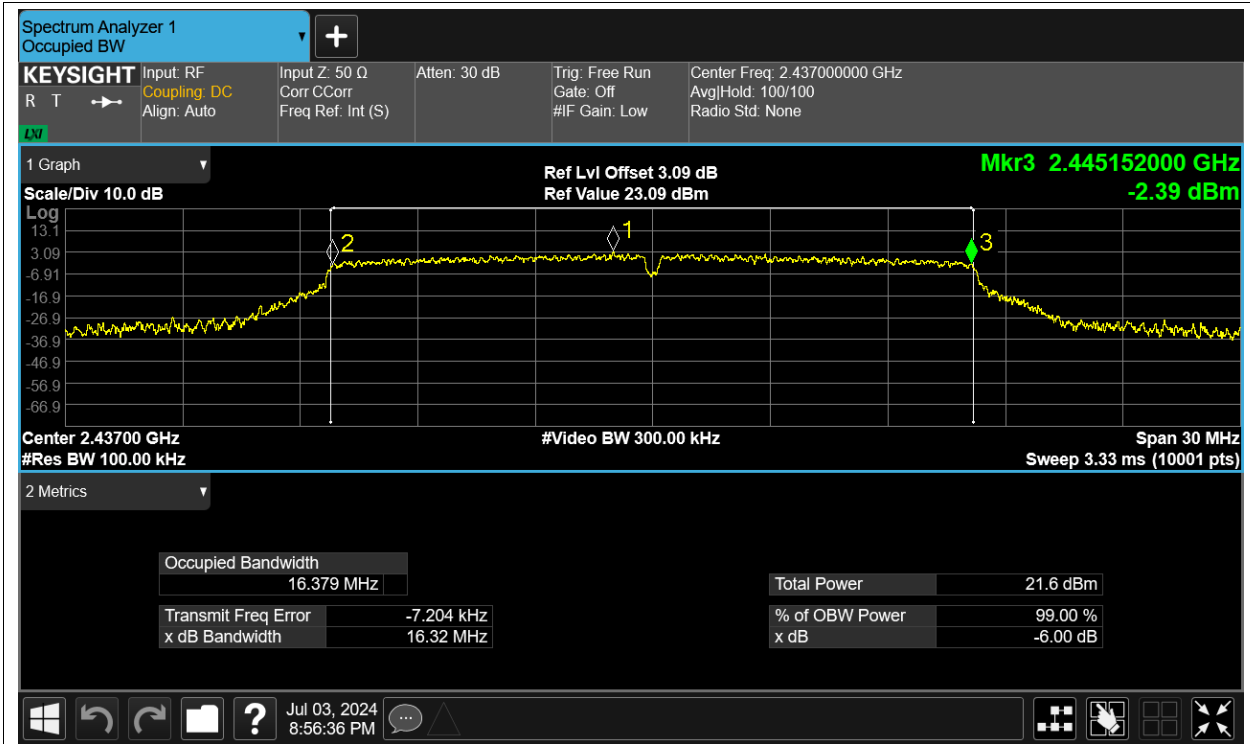 Spectrum Analyzer 1
Occupied BW
+
KEYSIGHT
R T
LXI
Input: RF
Coupling: DC
Align: Auto
Input Z: 50 Ω
Corr CCorr
Freq Ref: Int (S)
Atten: 30 dB
Trig: Free Run
Gate: Off
#IF Gain: Low
Center Freq: 2.437000000 GHz
Avg|Hold: 100/100
Radio Std: None
1 Graph
Scale/Div 10.0 dB
Ref Lvl Offset 3.09 dB
Ref Value 23.09 dBm
Mkr3 2.445152000 GHz
-2.39 dBm
Log
13.1
3.09
-6.91
-16.9
-26.9
-36.9
-46.9
-56.9
-66.9
2
1
3
Center 2.43700 GHz
#Video BW 300.00 kHz
Span 30 MHz
#Res BW 100.00 kHz
Sweep 3.33 ms (10001 pts)
2 Metrics
Occupied Bandwidth
16.379 MHz
Total Power 21.6 dBm
Transmit Freq Error -7.204 kHz
% of OBW Power 99.00 %
x dB Bandwidth 16.32 MHz
x dB -6.00 dB
?
Jul 03, 2024
8:56:36 PM